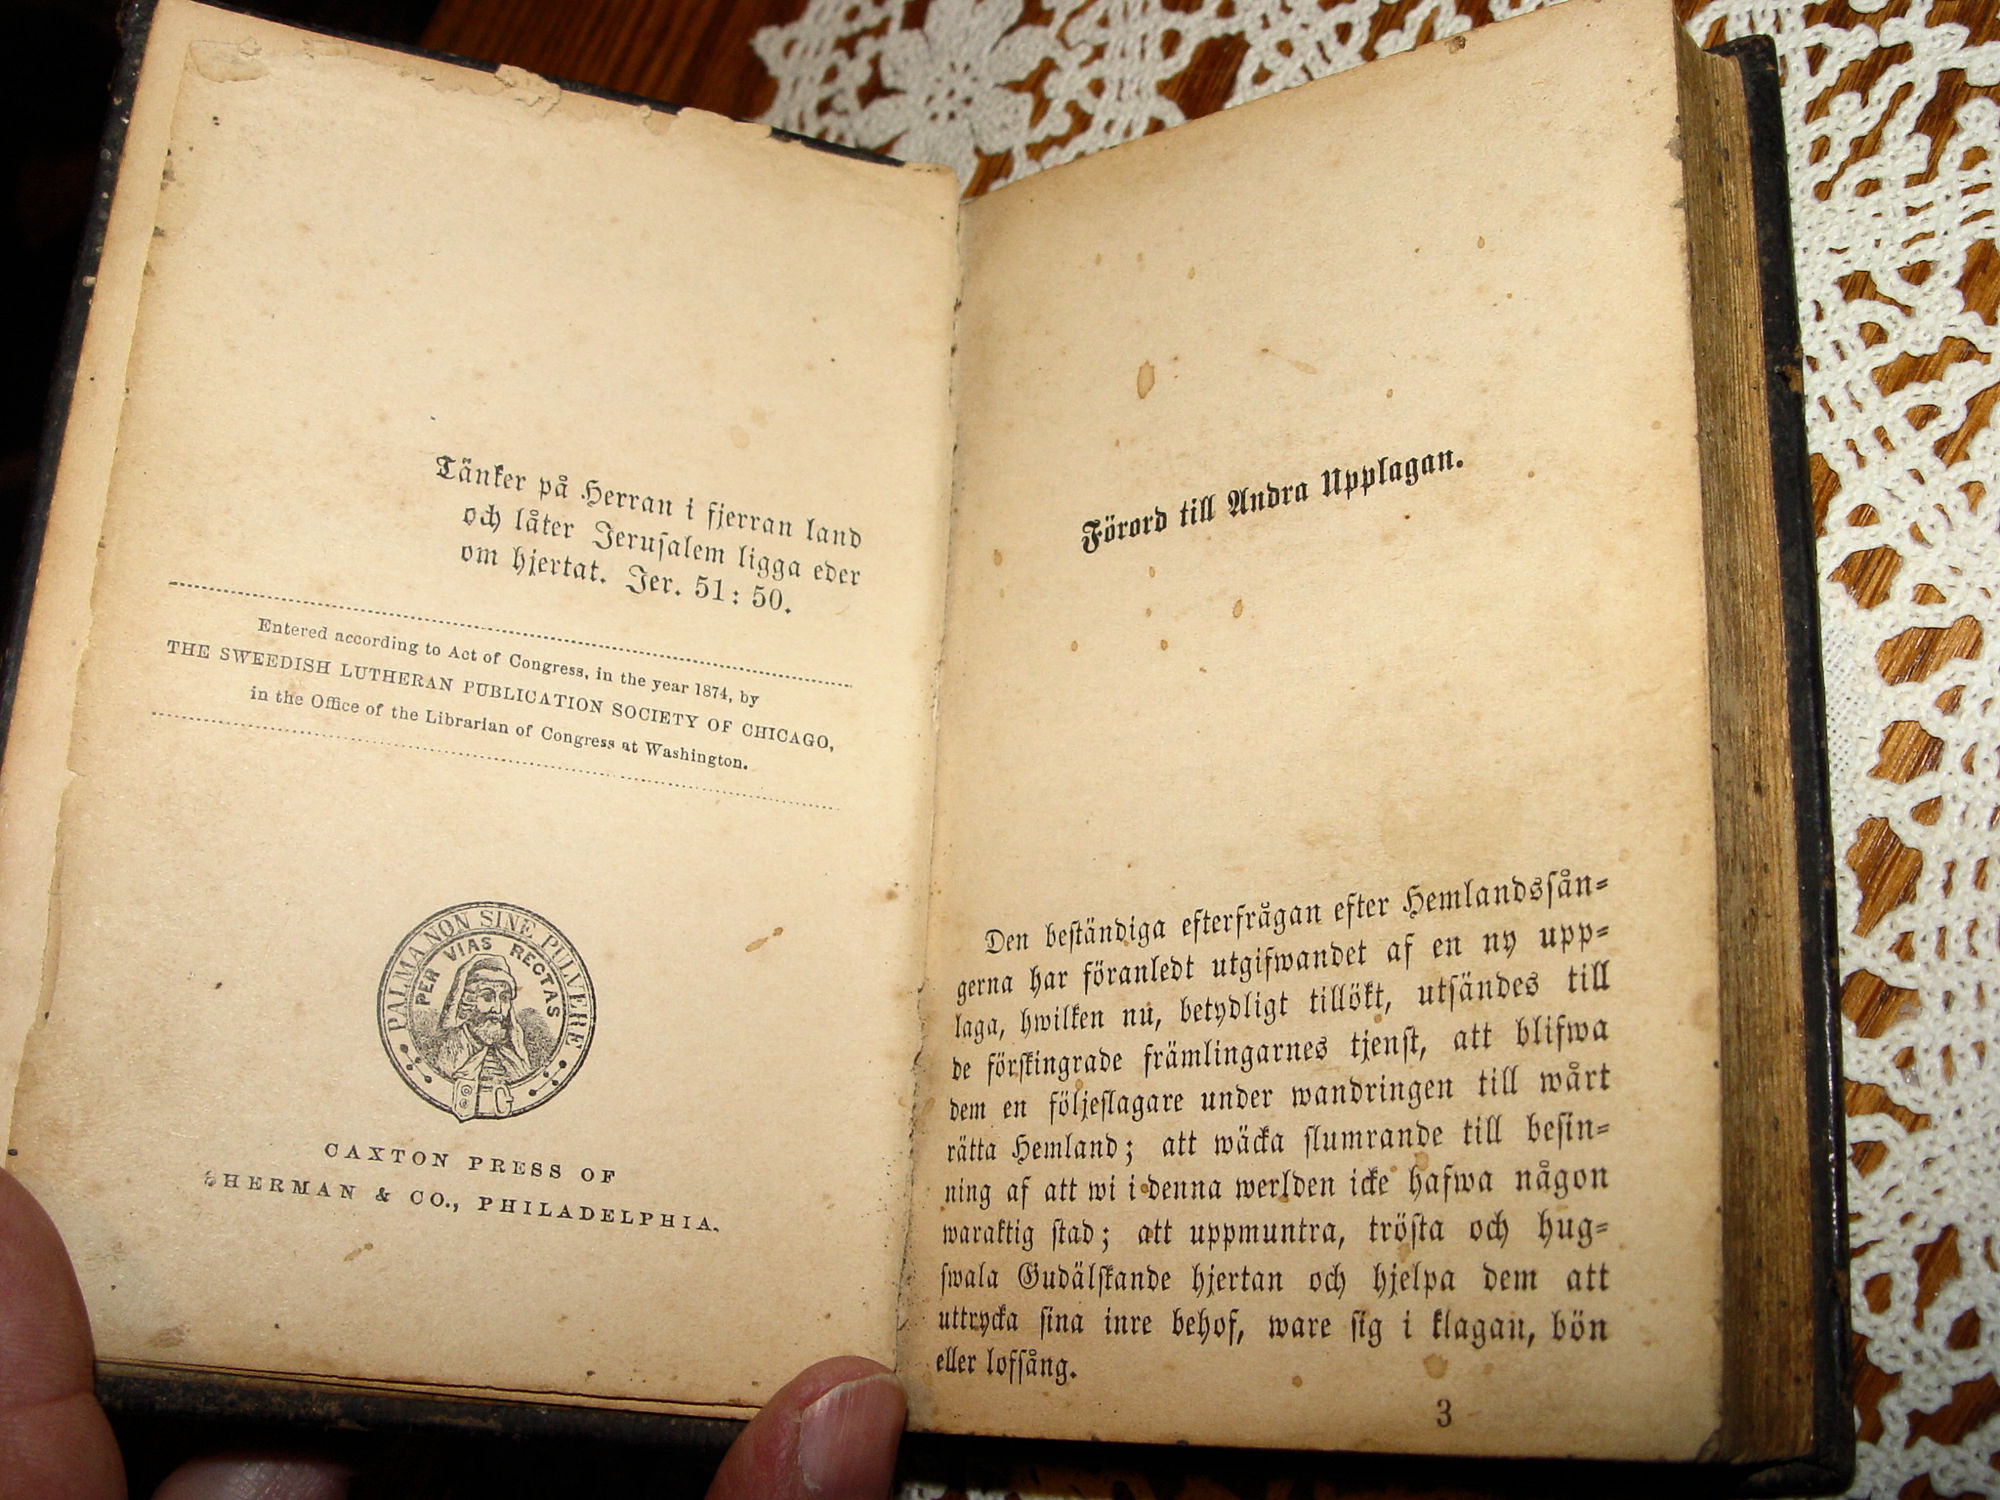 Tänker på Herran i fjerran land
och låter Jerusalem ligga eder
om hjertat. Jer. 51: 50.
Entered according to Act of Congress, in the year 1874, by
THE SWEEDISH LUTHERAN PUBLICATION SOCIETY OF CHICAGO,
in the Office of the Librarian of Congress at Washington.
PALMA NON SINE PULVERE
PER VIAS RECTAS
CAXTON PRESS OF
SHERMAN & CO., PHILADELPHIA.
Förord till Andra Upplagan.
Den beständiga efterfrågan efter Hemlandssån-
gerna har föranledt utgifwandet af en ny upp-
laga, hwilken nu, betydligt tillökt, utsändes till
de förskingrade främlingarnes tjenst, att blifwa
dem en följeslagare under wandringen till wårt
rätta Hemland; att wäcka slumrande till besin-
ning af att wi i denna werlden icke hafwa någon
waraktig stad; att uppmuntra, trösta och hug-
swala Gudälskande hjertan och hjelpa dem att
uttrycka sina inre behof, ware sig i klagan, bön
eller lofsång.
3